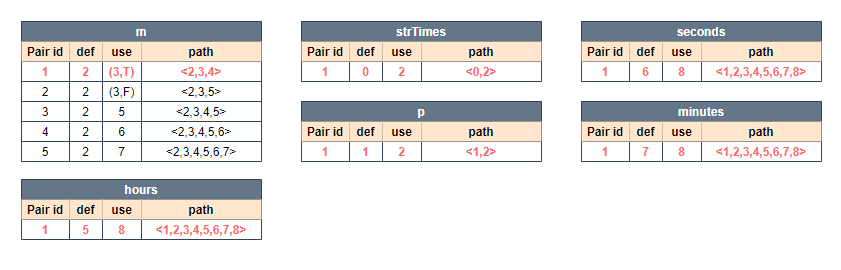 m
Pair id def use path
1 2 (3,T) <2,3,4>
2 2 (3,F) <2,3,5>
3 2 5 <2,3,4,5>
4 2 6 <2,3,4,5,6>
5 2 7 <2,3,4,5,6,7>
hours
Pair id def use path
1 5 8 <1,2,3,4,5,6,7,8>
strTimes
Pair id def use path
1 0 2 <0,2>
p
Pair id def use path
1 1 2 <1,2>
seconds
Pair id def use path
1 6 8 <1,2,3,4,5,6,7,8>
minutes
Pair id def use path
1 7 8 <1,2,3,4,5,6,7,8>